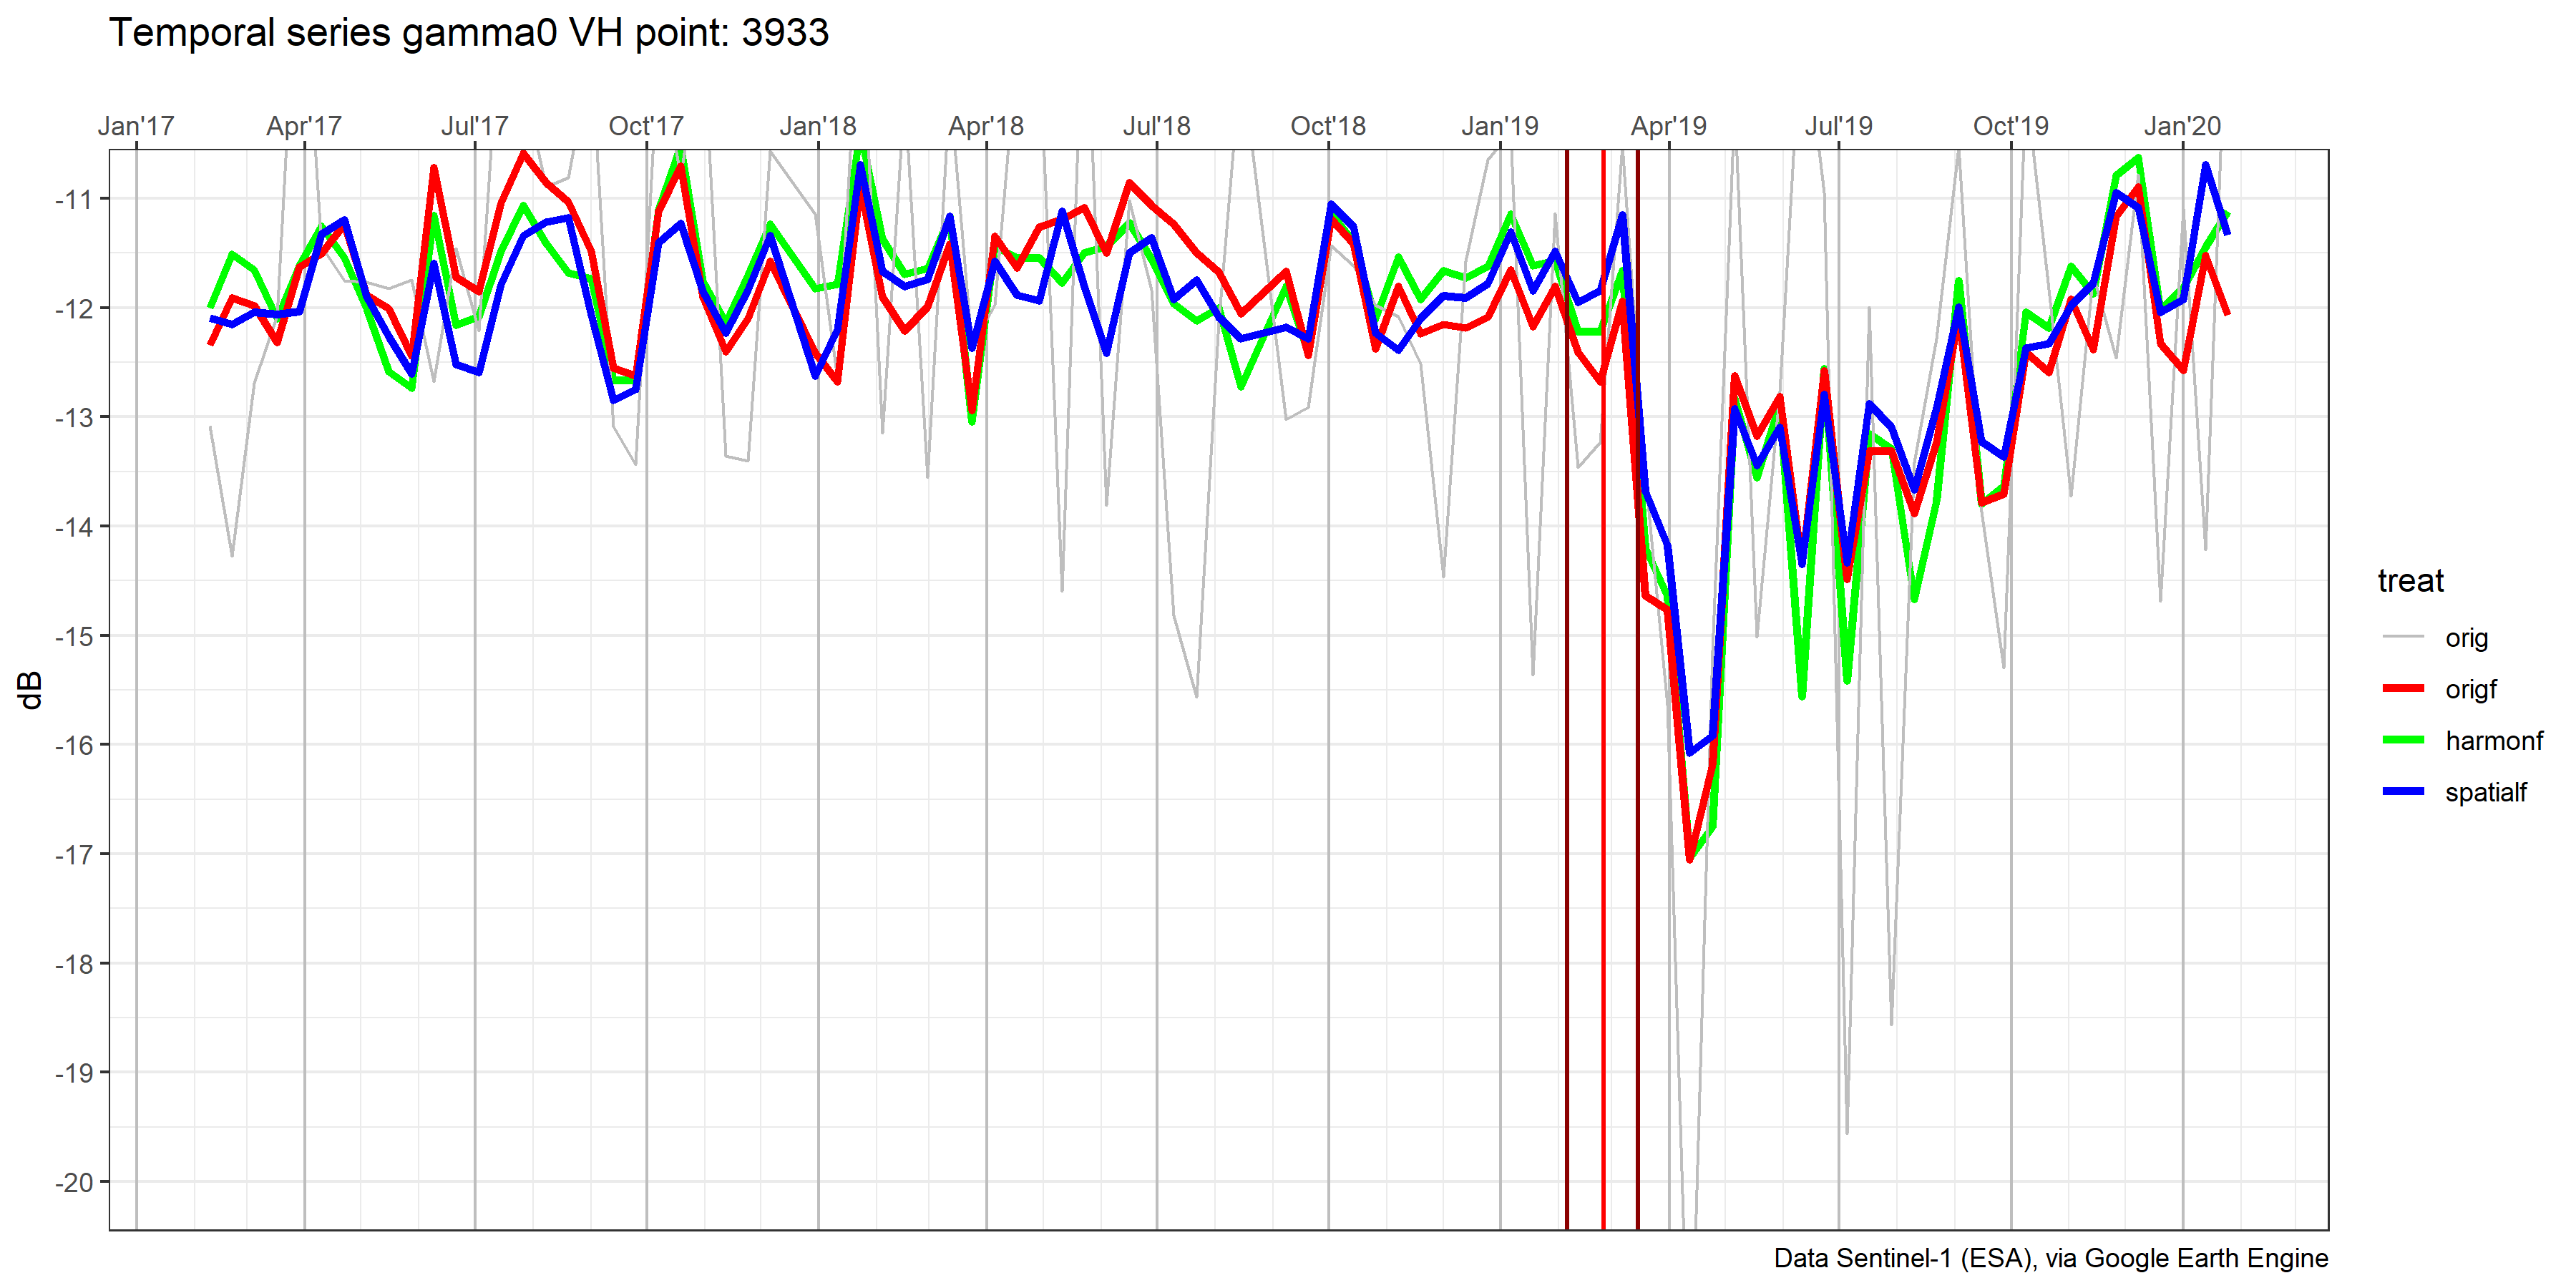 Temporal series gamma0 VH point: 3933
Jan'17 Apr'17 Jul'17 Oct'17 Jan'18 Apr'18 Jul'18 Oct'18 Jan'19 Apr'19 Jul'19 Oct'19 Jan'20
-11
-12
-13
-14
-15
-16
-17
-18
-19
-20
dB
treat
orig
origf
harmonf
spatialf
Data Sentinel-1 (ESA), via Google Earth Engine